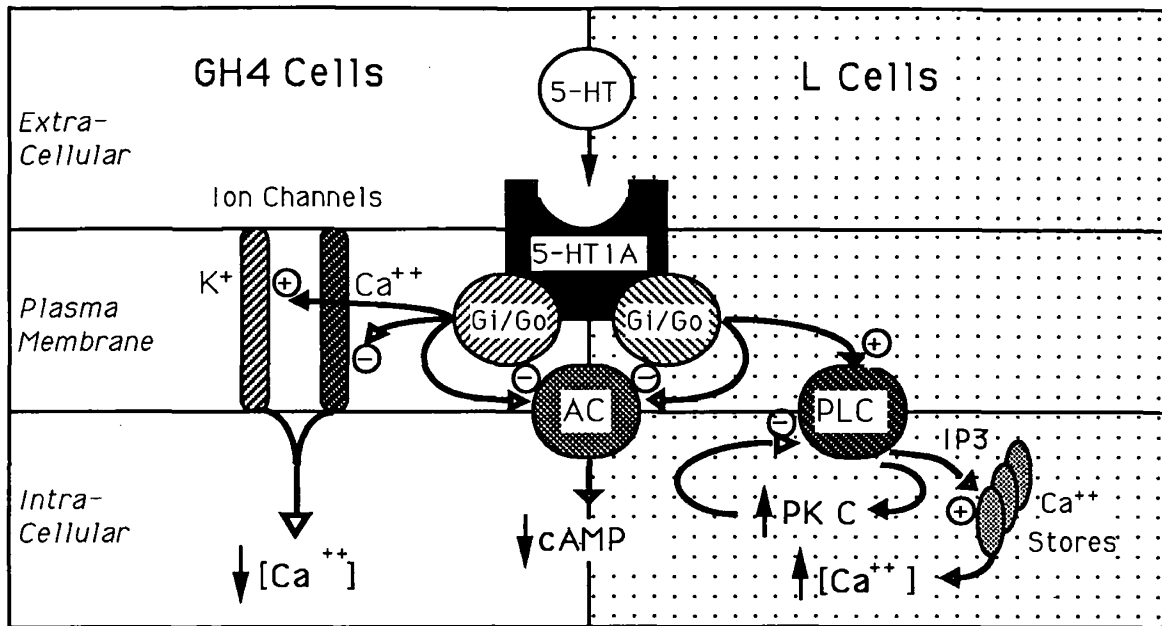 GH4 Cells
5-HT
L Cells
Extra-
Cellular
Ion Channels
5-HT1A
K+
+
Ca++
Plasma
Membrane
−
Gi/Go
Gi/Go
+
−
−
AC
PLC
−
IP3
Intra-
Cellular
PKC
+
Ca++
Stores
cAMP
[Ca++]
[Ca++]